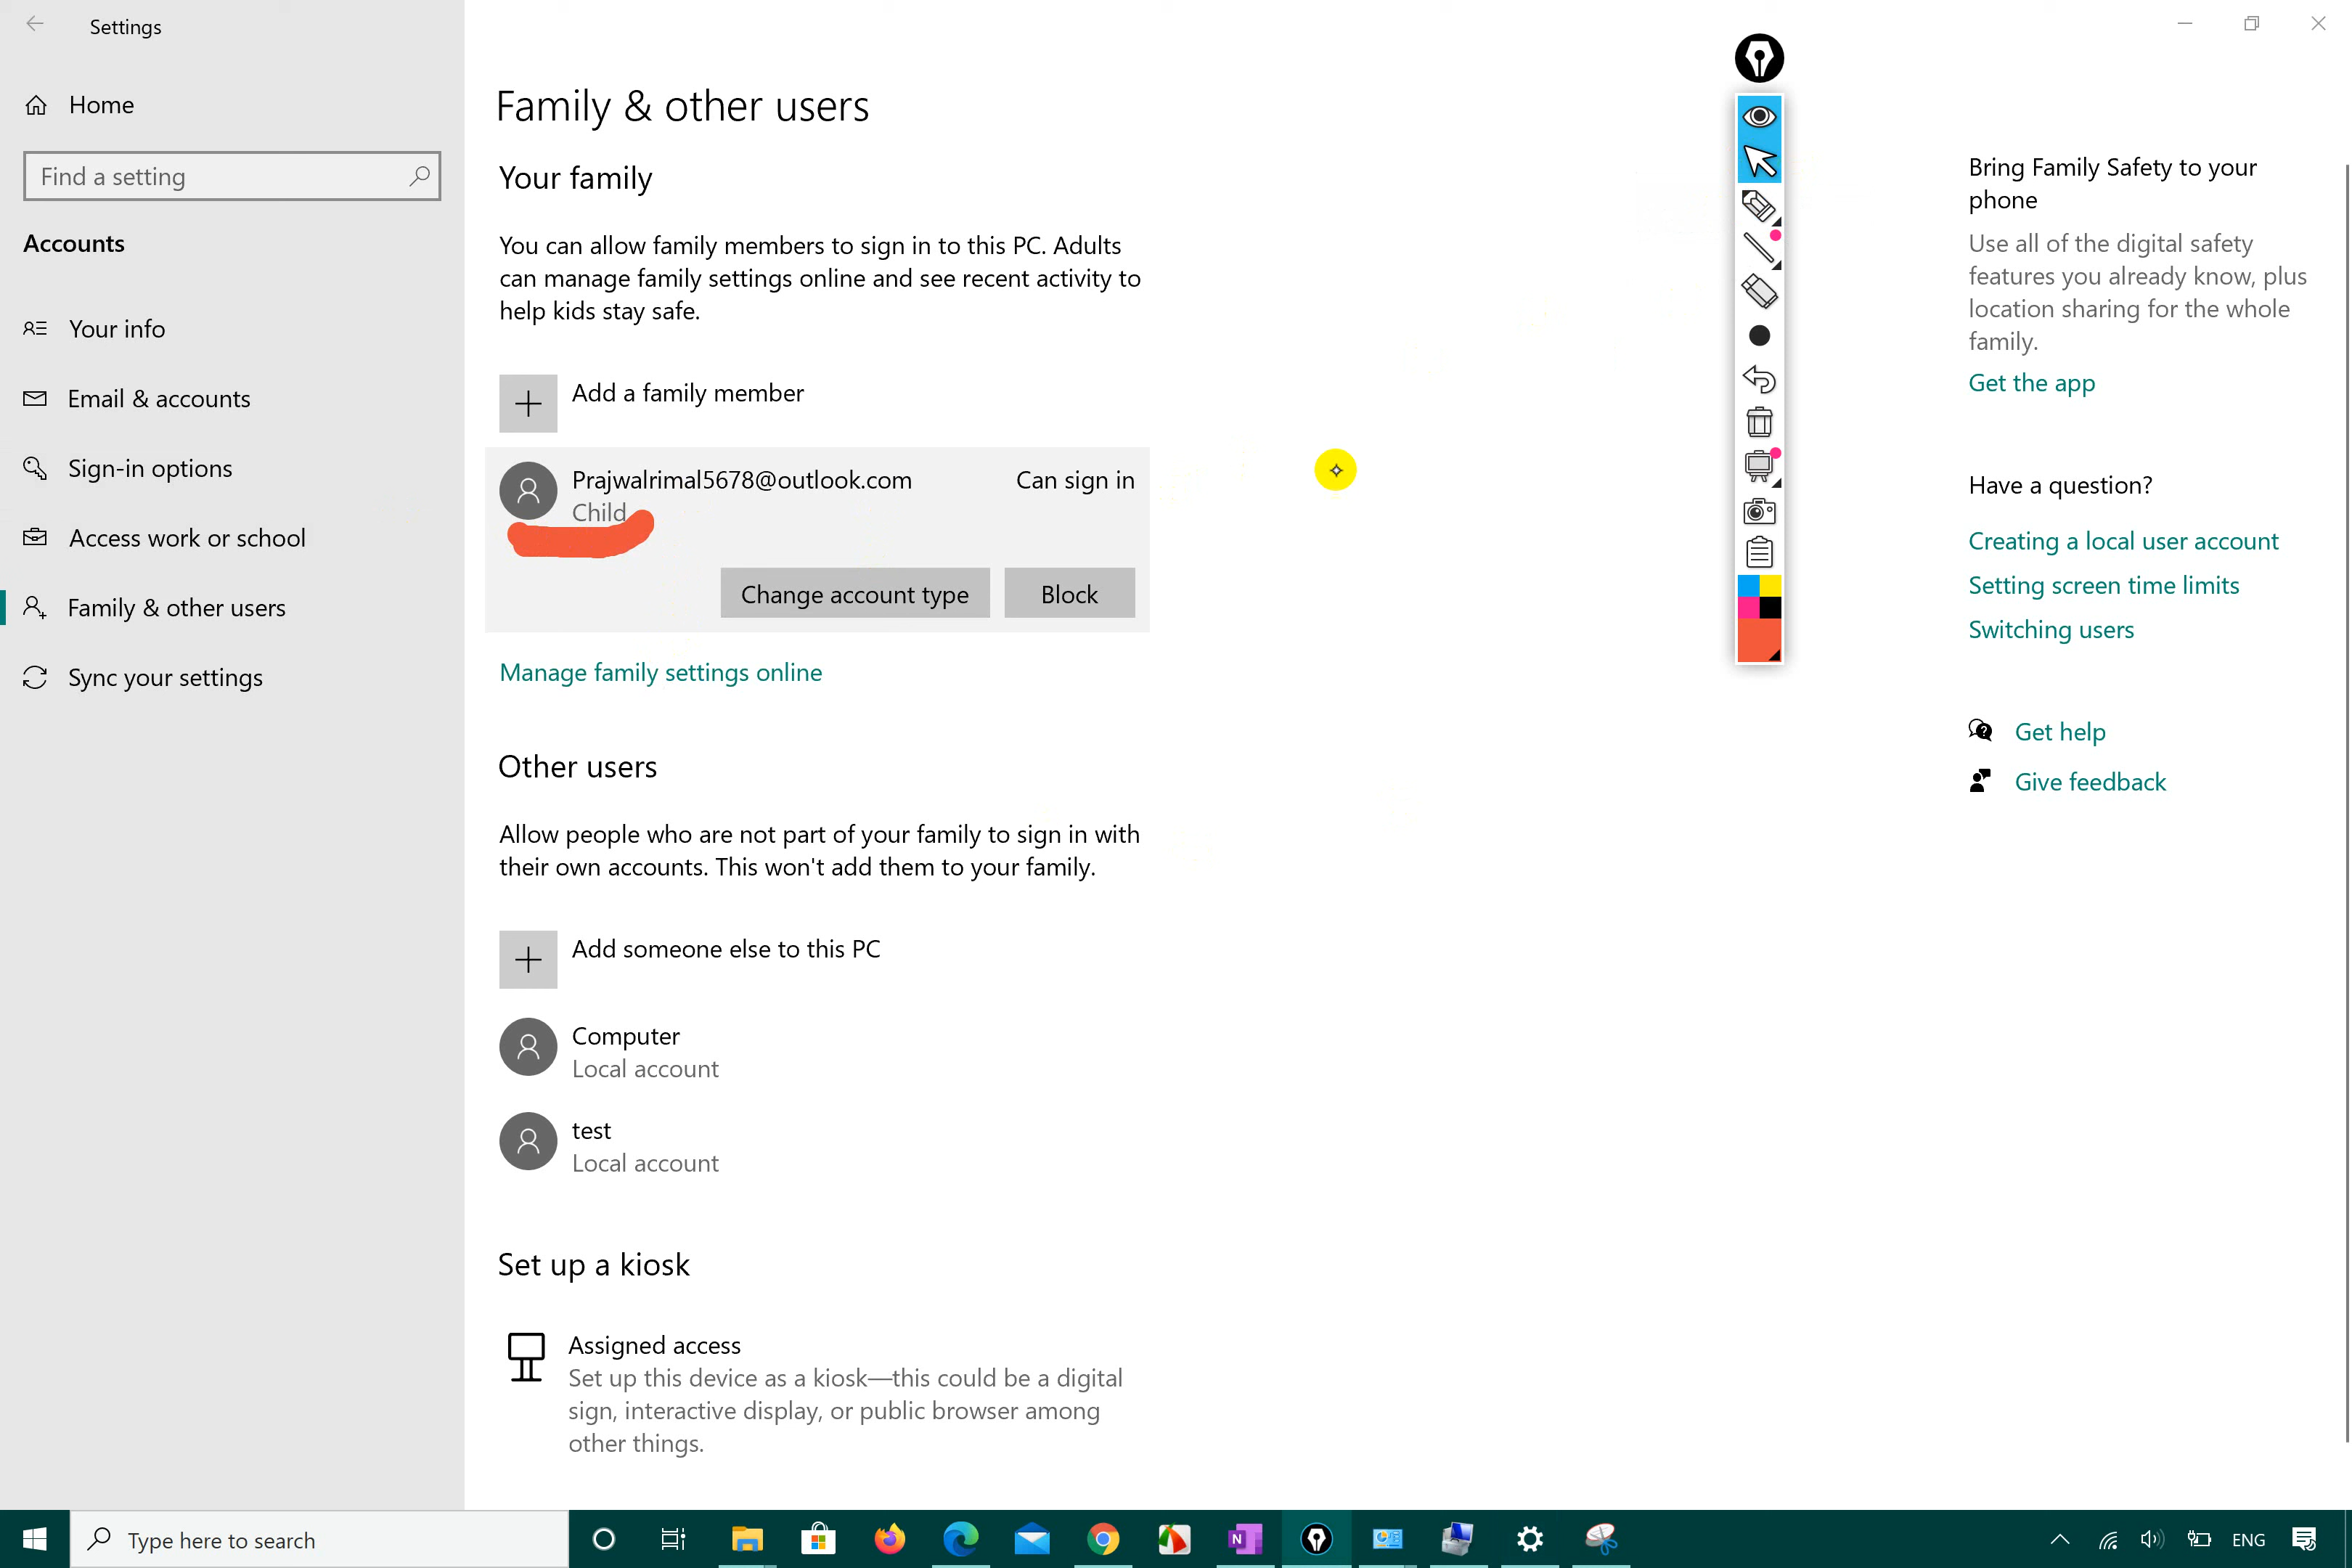 Settings
Home
Find a setting
Accounts
Your info
Email & accounts
Sign-in options
Access work or school
Family & other users
Sync your settings
Family & other users
Your family
You can allow family members to sign in to this PC. Adults
can manage family settings online and see recent activity to
help kids stay safe.
Add a family member
Prajwalrimal5678@outlook.com
Can sign in
Child
Change account type
Block
Manage family settings online
Other users
Allow people who are not part of your family to sign in with
their own accounts. This won't add them to your family.
Add someone else to this PC
Computer
Local account
test
Local account
Set up a kiosk
Assigned access
Set up this device as a kiosk—this could be a digital
sign, interactive display, or public browser among
other things.
Bring Family Safety to your
phone
Use all of the digital safety
features you already know, plus
location sharing for the whole
family.
Get the app
Have a question?
Creating a local user account
Setting screen time limits
Switching users
Get help
Give feedback
Type here to search
N
ENG